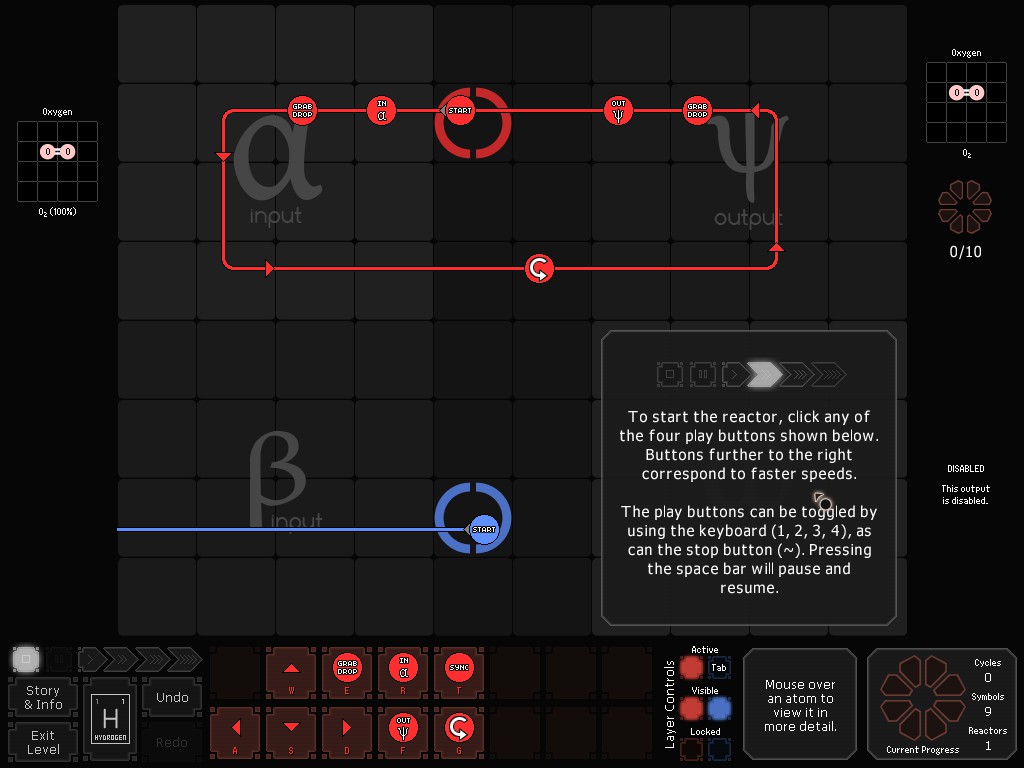 Oxygen
O O
O₂ (100%)
α
input
GRAB
DROP
IN
α
START
OUT
Ψ
GRAB
DROP
ψ
output
Oxygen
O O
O₂
0/10
β
input
START
To start the reactor, click any of
the four play buttons shown below.
Buttons further to the right
correspond to faster speeds.
The play buttons can be toggled by
using the keyboard (1, 2, 3, 4), as
can the stop button (~). Pressing
the space bar will pause and
resume.
DISABLED
This output
is disabled.
Story
& Info
Exit
Level
1 1
H
HYDROGEN
Undo
Redo
W
GRAB
DROP
E
IN
α
R
SYNC
T
A
S
D
OUT
Ψ
F
G
Layer Controls
Active
Tab
Visible
Locked
Mouse over
an atom to
view it in
more detail.
Cycles
0
Symbols
9
Reactors
1
Current Progress